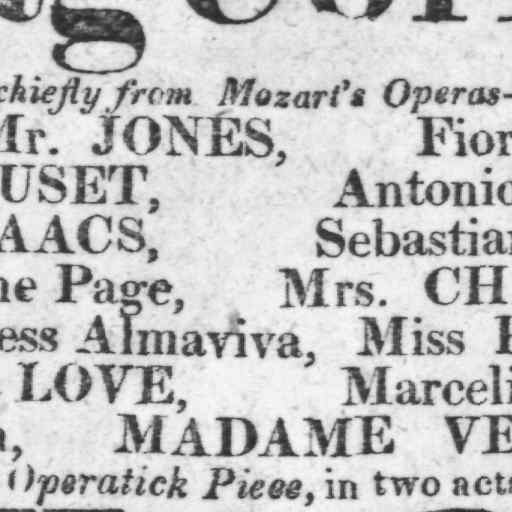 chiefly from Mozart's Operas-
Mr. JONES, Fior
USET, Antonio
AACS, Sebastian
he Page, Mrs. CH
ess Almaviva, Miss
LOVE, Marceli
MADAME VE
Operatick Piece, in two acts